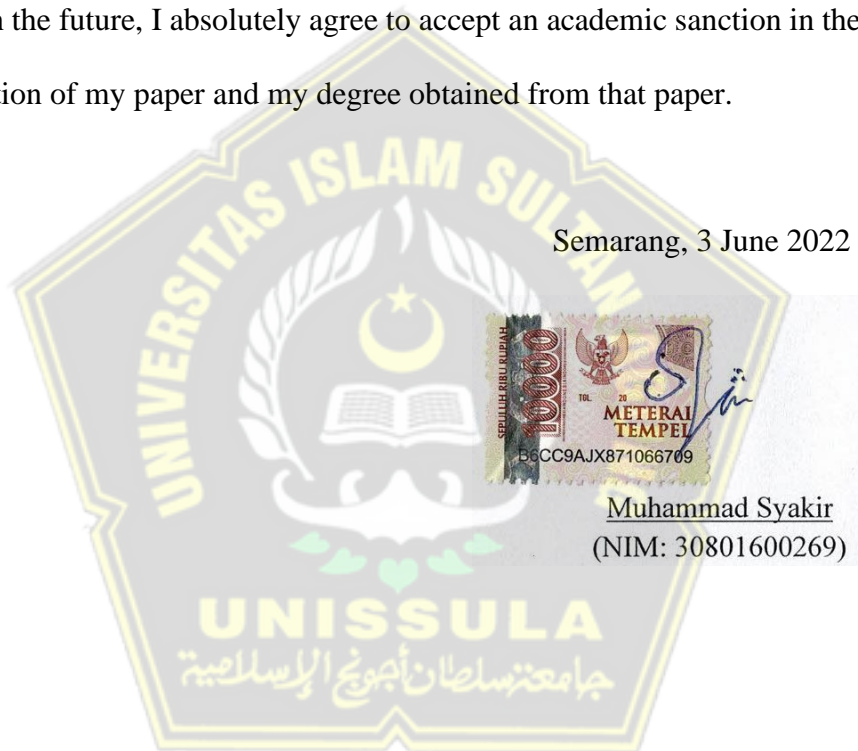 n the future, I absolutely agree to accept an academic sanction in the
tion of my paper and my degree obtained from that paper.
UNIVERSITAS ISLAM SULTAN
Semarang, 3 June 2022
SEPULUH RIBU RUPIAH
10000
TGL. 20
METERAI
TEMPEL
B6CC9AJX871066709
Muhammad Syakir
(NIM: 30801600269)
UNISSULA
جامعة سلطان أجونج الإسلامية